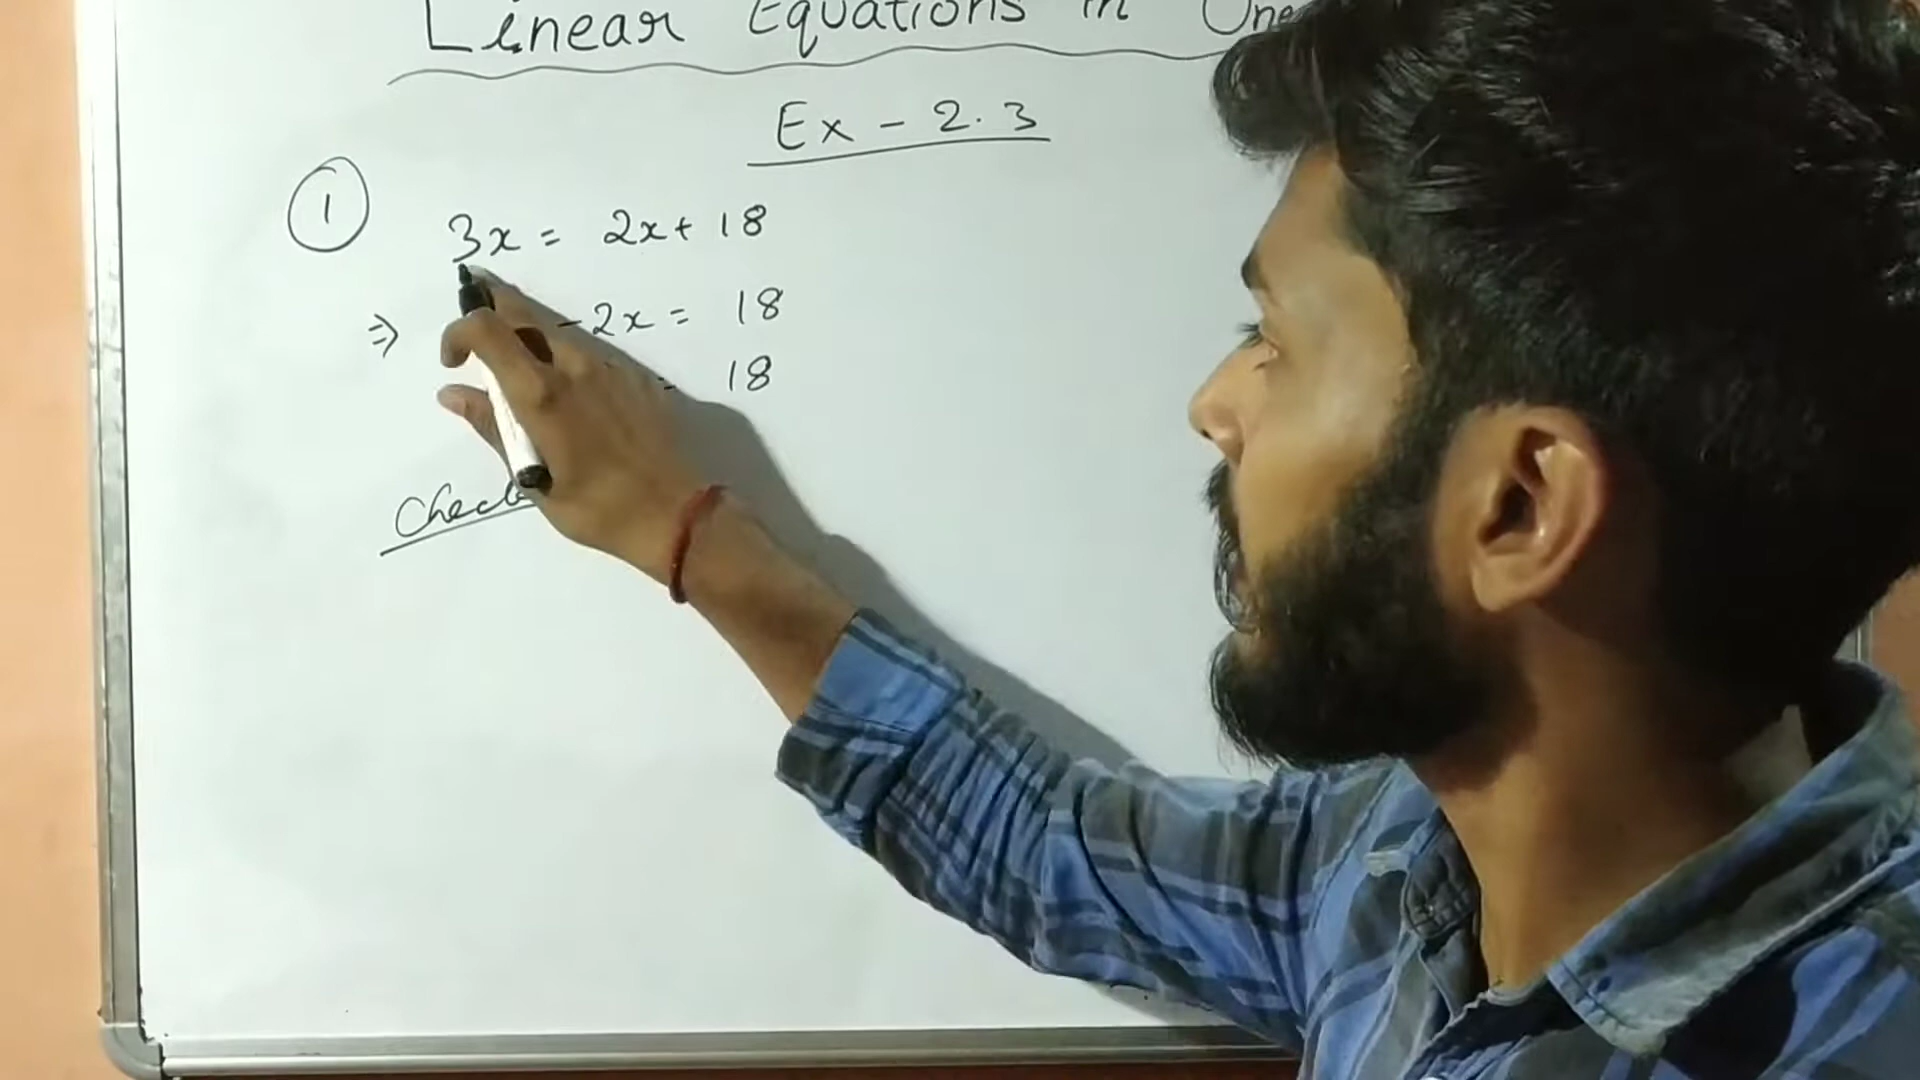 Linear Equations in One
Ex - 2.3
1 3x = 2x + 18
⇒ -2x = 18
= 18
Check